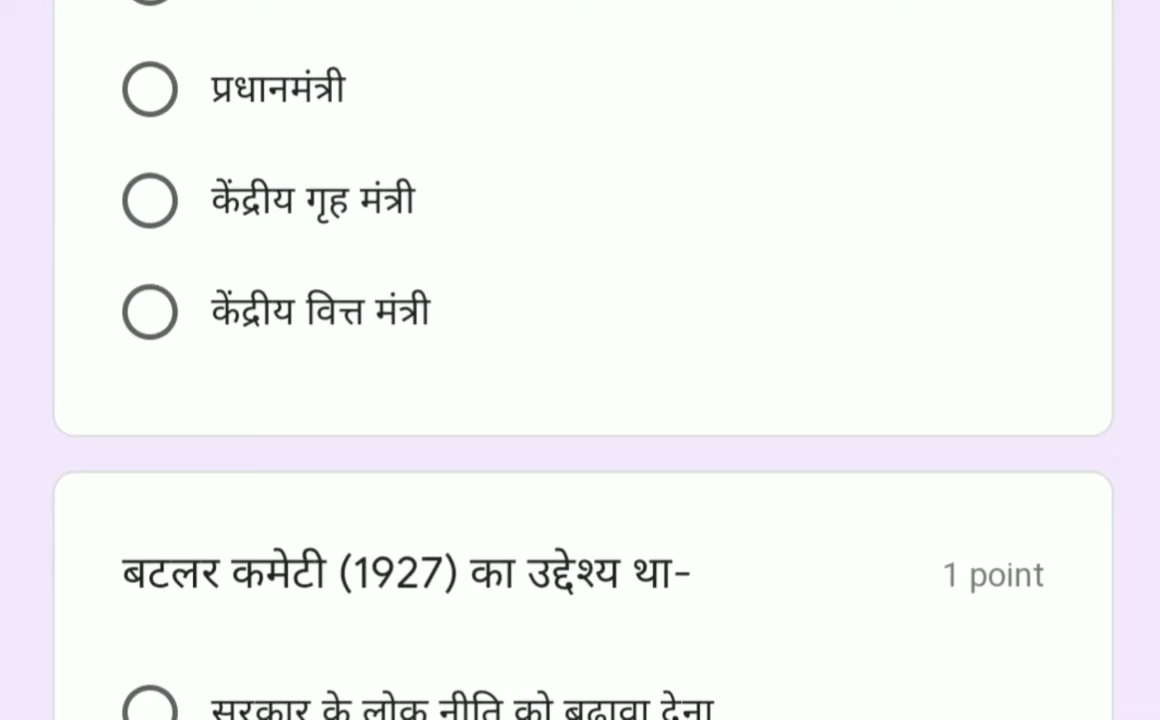 प्रधानमंत्री
केंद्रीय गृह मंत्री
केंद्रीय वित्त मंत्री
बटलर कमेटी (1927) का उद्देश्य था-
1 point
सरकार के लोक नीति को बढ़ावा देना